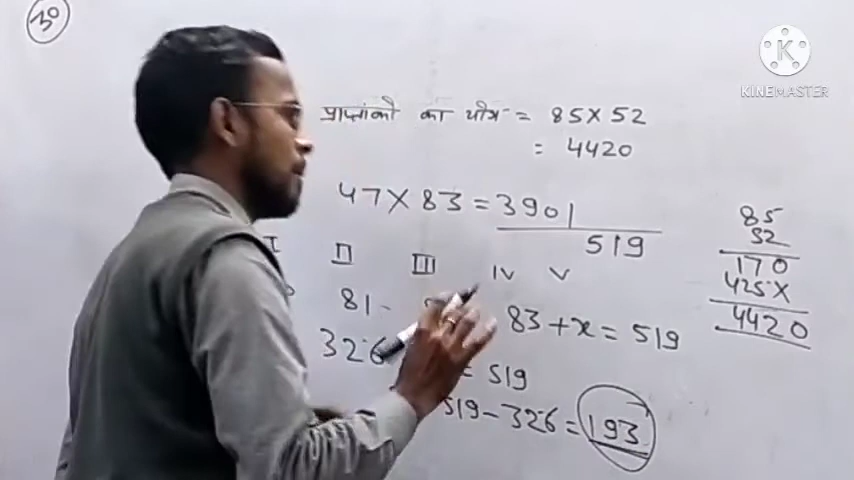 30
प्राप्तांकों का योग = 85 × 52
= 4420
47 × 83 = 3901
519
85
52
170
425×
4420
I II III IV V
81 - 83 + x = 519
326 = 519
519 - 326 = 193
K
KINEMASTER